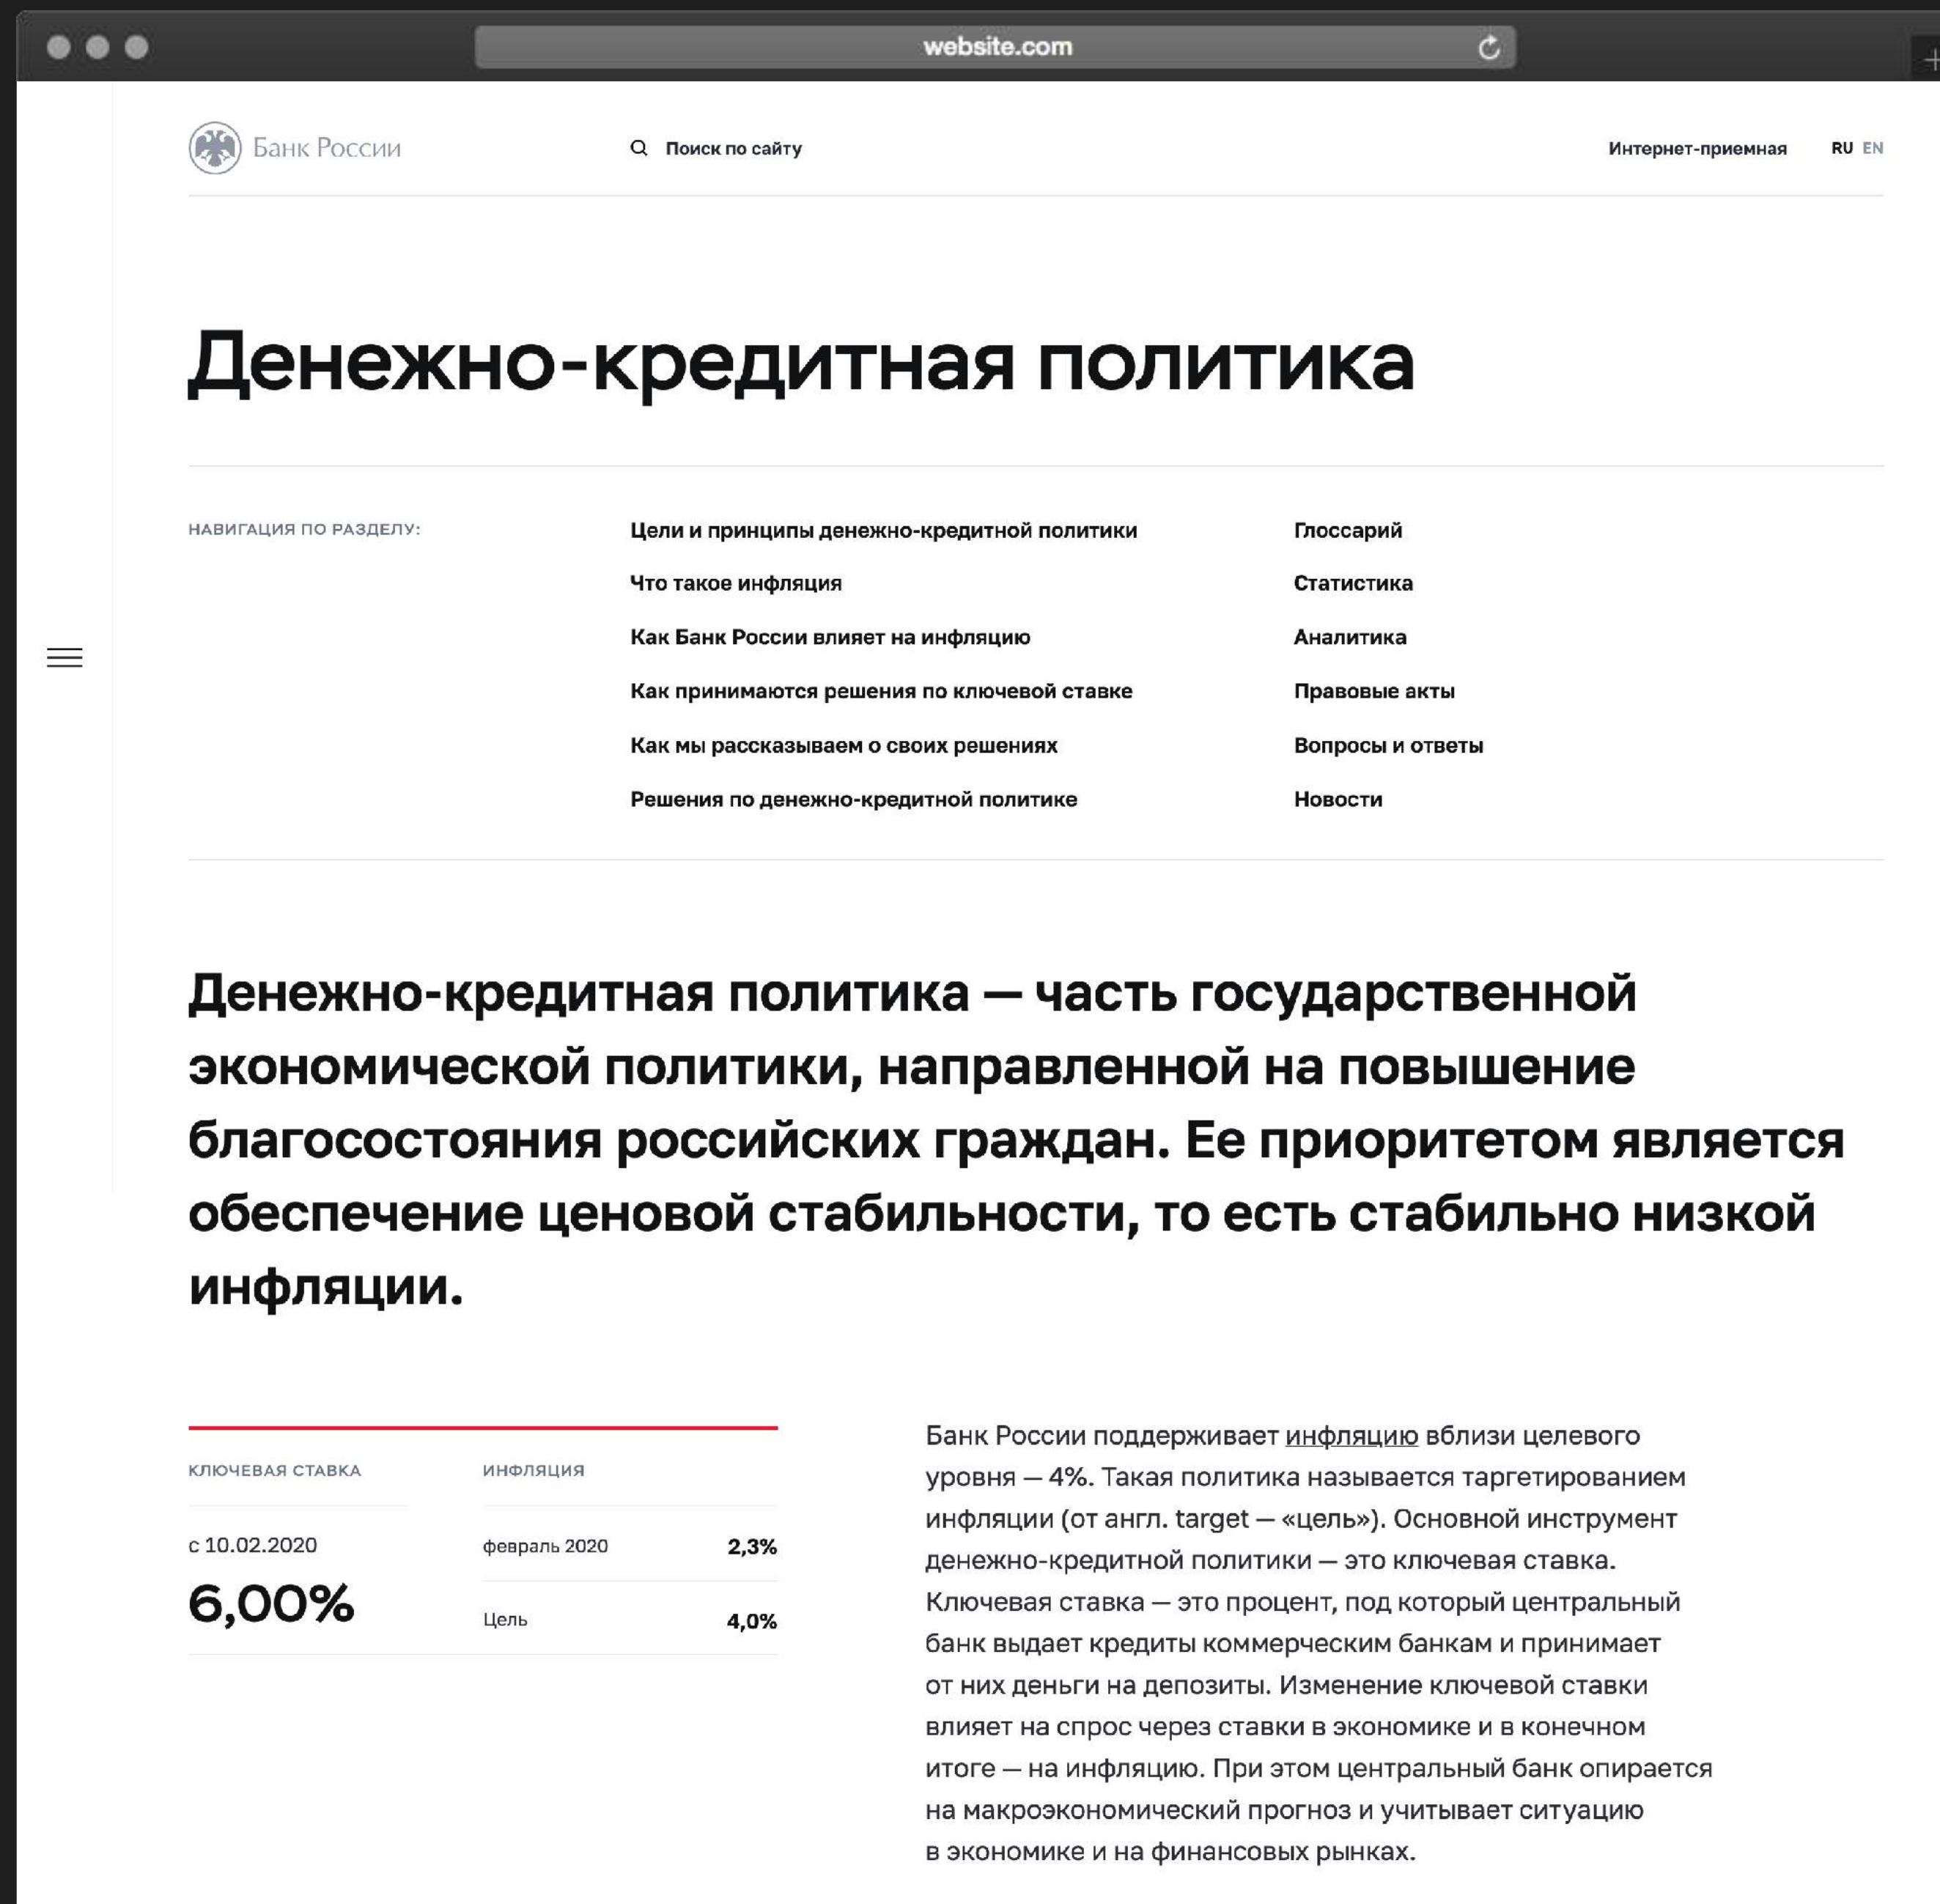 website.com
Банк России
Поиск по сайту
Интернет-приемная
RU EN
Денежно-кредитная политика
НАВИГАЦИЯ ПО РАЗДЕЛУ:
Цели и принципы денежно-кредитной политики
Что такое инфляция
Как Банк России влияет на инфляцию
Как принимаются решения по ключевой ставке
Как мы рассказываем о своих решениях
Решения по денежно-кредитной политике
Глоссарий
Статистика
Аналитика
Правовые акты
Вопросы и ответы
Новости
Денежно-кредитная политика — часть государственной
экономической политики, направленной на повышение
благосостояния российских граждан. Ее приоритетом является
обеспечение ценовой стабильности, то есть стабильно низкой
инфляции.
КЛЮЧЕВАЯ СТАВКА
с 10.02.2020
6,00%
ИНФЛЯЦИЯ
февраль 2020 2,3%
Цель 4,0%
Банк России поддерживает инфляцию вблизи целевого
уровня — 4%. Такая политика называется таргетированием
инфляции (от англ. target — «цель»). Основной инструмент
денежно-кредитной политики — это ключевая ставка.
Ключевая ставка — это процент, под который центральный
банк выдает кредиты коммерческим банкам и принимает
от них деньги на депозиты. Изменение ключевой ставки
влияет на спрос через ставки в экономике и в конечном
итоге — на инфляцию. При этом центральный банк опирается
на макроэкономический прогноз и учитывает ситуацию
в экономике и на финансовых рынках.